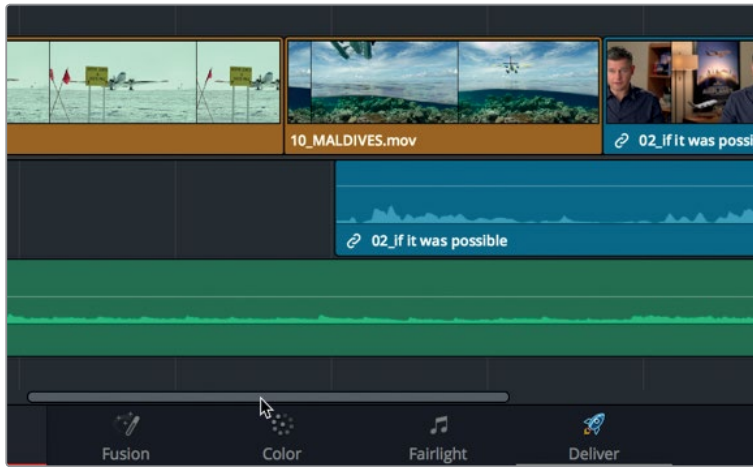 10_MALDIVES.mov
02_if it was possi
02_if it was possible
Fusion
Color
Fairlight
Deliver